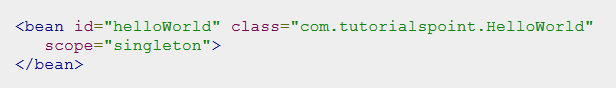 <bean id="helloWorld" class="com.tutorialspoint.HelloWorld"
scope="singleton">
</bean>